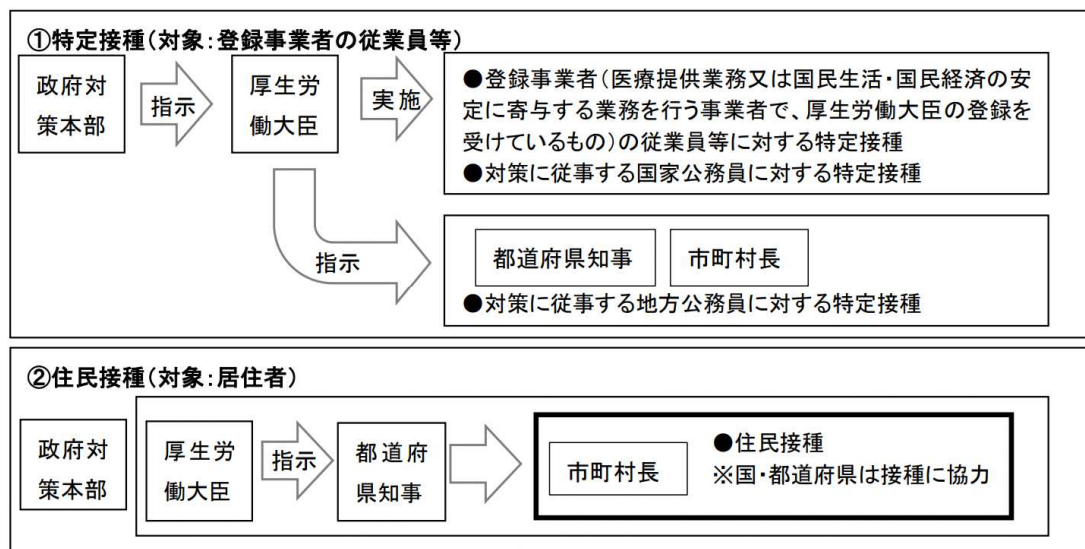 ①特定接種(対象:登録事業者の従業員等)
政府対
策本部
指示
厚生労
働大臣
実施
●登録事業者(医療提供業務又は国民生活・国民経済の安
定に寄与する業務を行う事業者で、厚生労働大臣の登録を
受けているもの)の従業員等に対する特定接種
●対策に従事する国家公務員に対する特定接種
指示
都道府県知事 市町村長
●対策に従事する地方公務員に対する特定接種
②住民接種(対象:居住者)
政府対
策本部
厚生労
働大臣
指示
都道府
県知事
市町村長
●住民接種
※国・都道府県は接種に協力